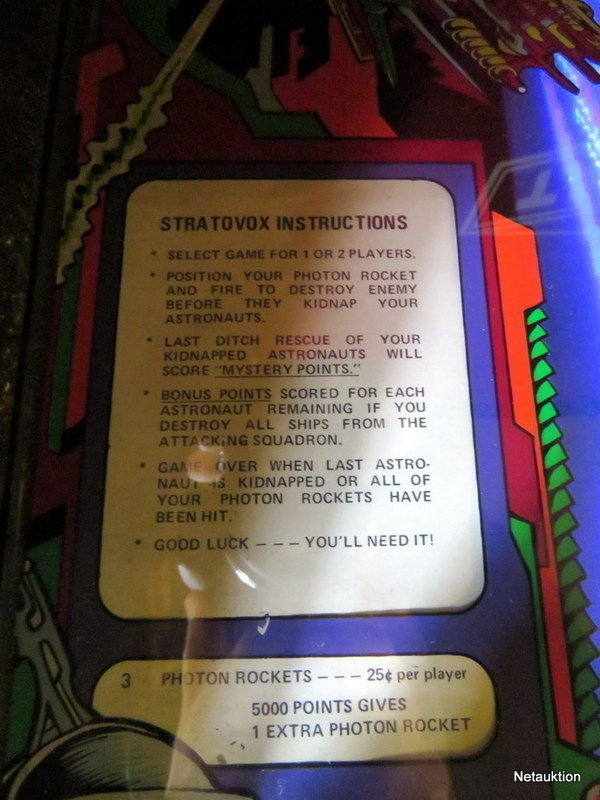 STRATOVOX INSTRUCTIONS
• SELECT GAME FOR 1 OR 2 PLAYERS.
• POSITION YOUR PHOTON ROCKET
AND FIRE TO DESTROY ENEMY
BEFORE THEY KIDNAP YOUR
ASTRONAUTS.
• LAST DITCH RESCUE OF YOUR
KIDNAPPED ASTRONAUTS WILL
SCORE "MYSTERY POINTS."
• BONUS POINTS SCORED FOR EACH
ASTRONAUT REMAINING IF YOU
DESTROY ALL SHIPS FROM THE
ATTACKING SQUADRON.
• GAME OVER WHEN LAST ASTRO-
NAUT IS KIDNAPPED OR ALL OF
YOUR PHOTON ROCKETS HAVE
BEEN HIT.
• GODD LUCK – – – YOU'LL NEED IT!
3 PHOTON ROCKETS – – – 25¢ per player
5000 POINTS GIVES
1 EXTRA PHOTON ROCKET
Netauktion